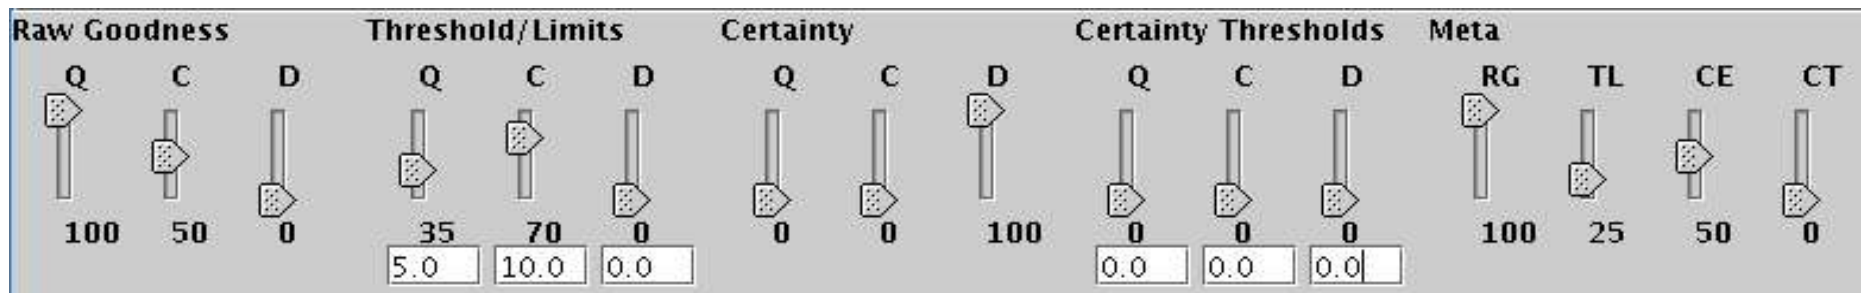 Raw Goodness Threshold/Limits Certainty Certainty Thresholds Meta
Q C D Q C D Q C D Q C D RG TL CE CT
100 50 0 35 70 0 0 0 100 0 0 0 100 25 50 0
5.0 10.0 0.0 0.0 0.0 0.0